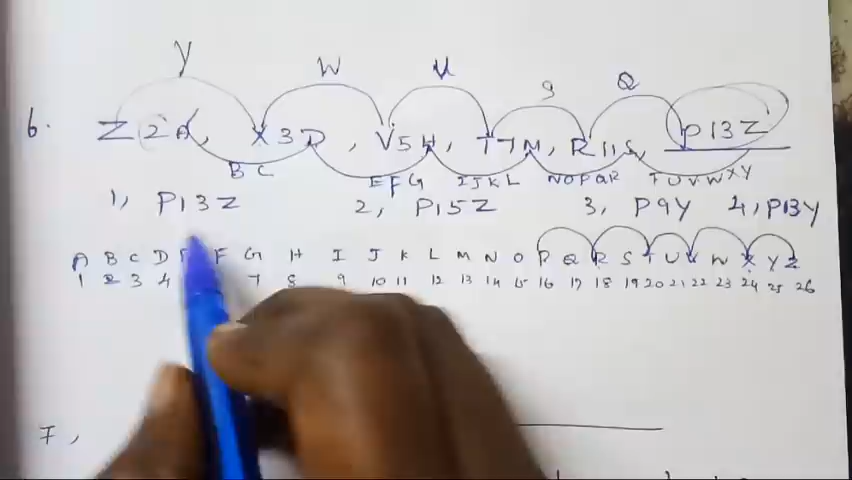 Y W U S Q
6. Z2A, X3D, V5H, T7M, R11S, P13Z
BC EFG IJKL NOPQR TUVWXY
1, P13Z 2, P15Z 3, P9Y 4, P13Y
A B C D F G H I J K L M N O P Q R S T U V W X Y Z
1 2 3 4 7 8 9 10 11 12 13 14 15 16 17 18 19 20 21 22 23 24 25 26
7,